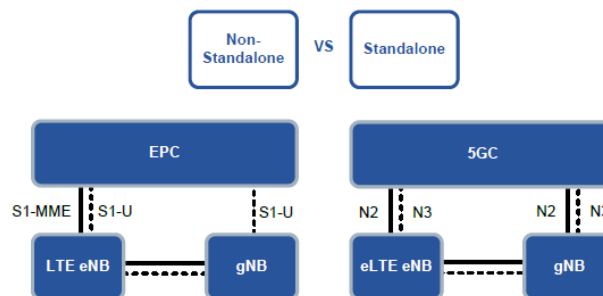 Non-
Standalone
VS
Standalone
EPC
5GC
S1-MME
S1-U
S1-U
N2
N3
N2
LTE eNB
gNB
eLTE eNB
gNB